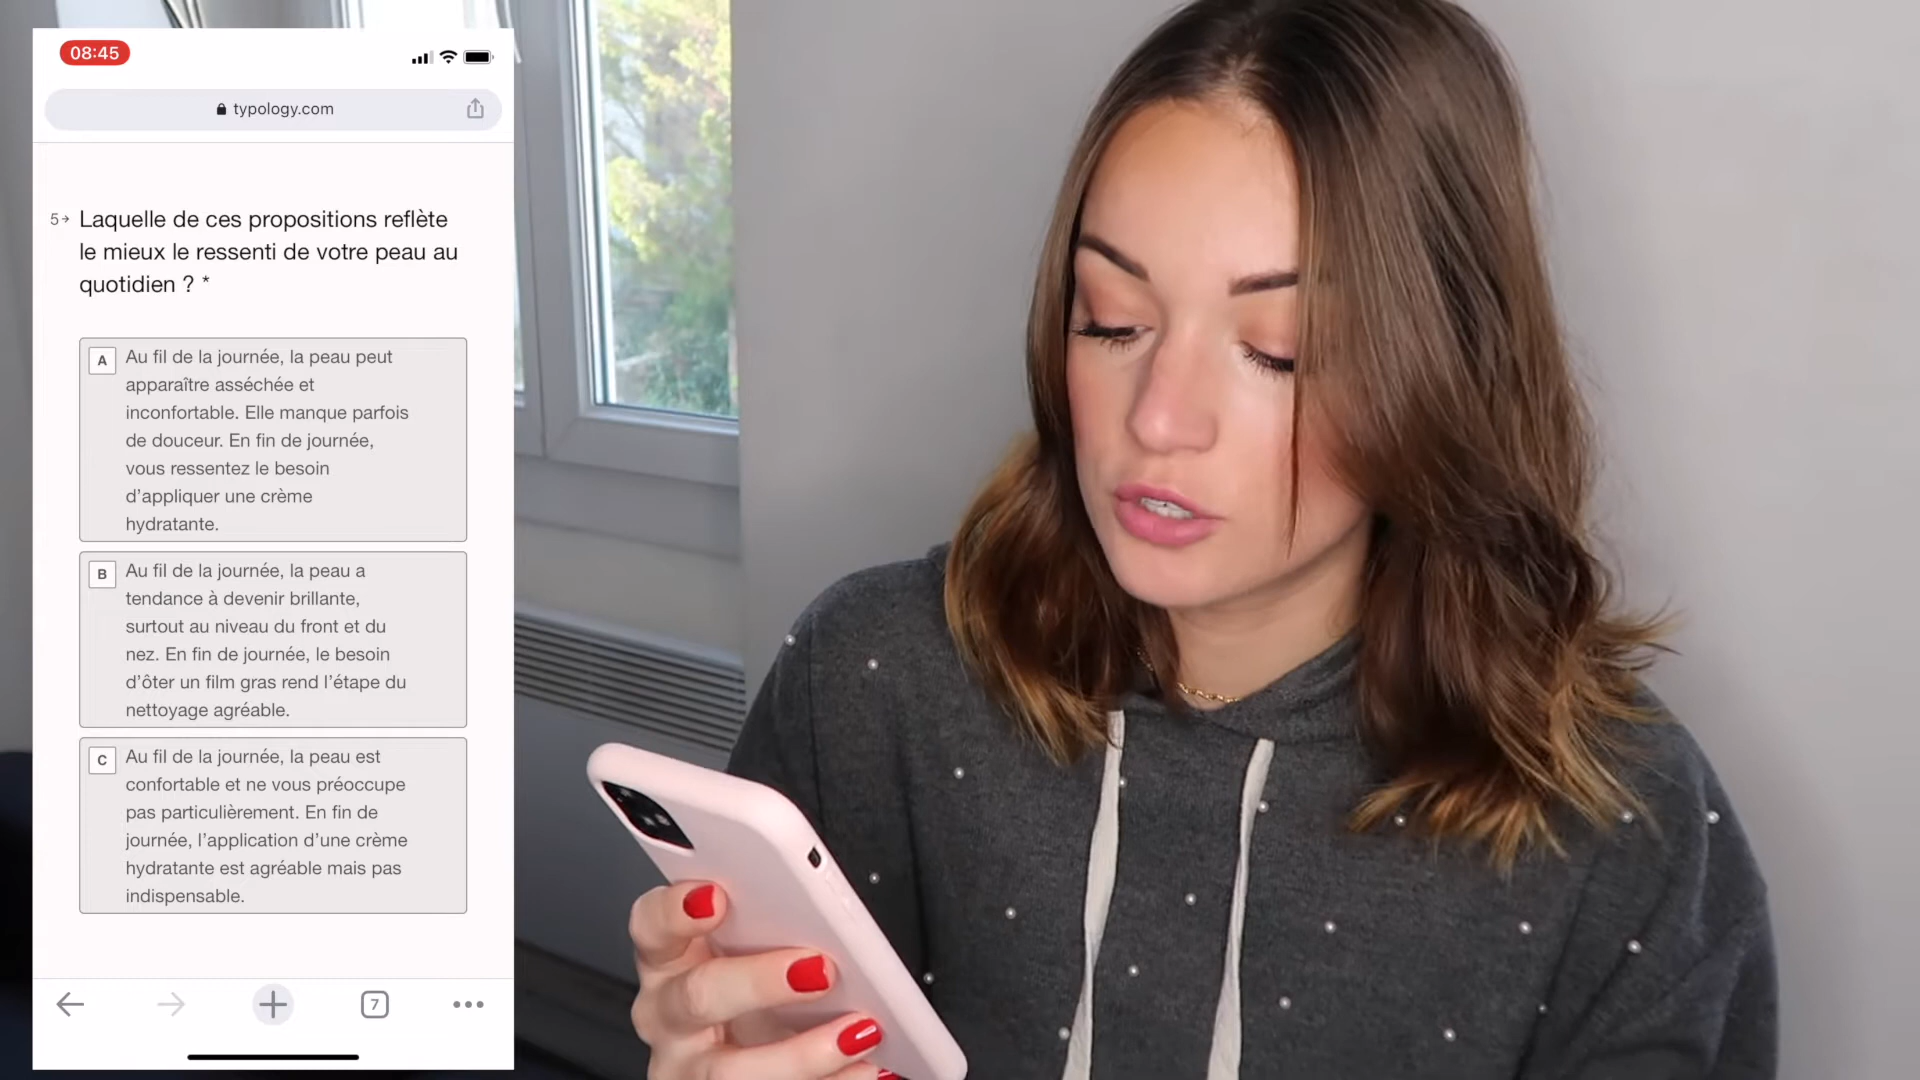 08:45
typology.com
5→ Laquelle de ces propositions reflète
le mieux le ressenti de votre peau au
quotidien ? *
A Au fil de la journée, la peau peut
apparaître asséchée et
inconfortable. Elle manque parfois
de douceur. En fin de journée,
vous ressentez le besoin
d’appliquer une crème
hydratante.
B Au fil de la journée, la peau a
tendance à devenir brillante,
surtout au niveau du front et du
nez. En fin de journée, le besoin
d’ôter un film gras rend l’étape du
nettoyage agréable.
C Au fil de la journée, la peau est
confortable et ne vous préoccupe
pas particulièrement. En fin de
journée, l’application d’une crème
hydratante est agréable mais pas
indispensable.
7